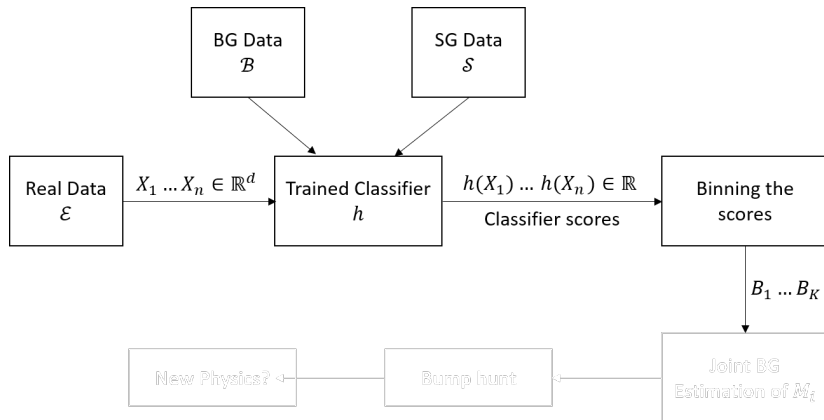 BG Data
ℬ
SG Data
𝒮
Real Data
ℰ
X₁ … Xₙ ∈ ℝᵈ
Trained Classifier
h
h(X₁) … h(Xₙ) ∈ ℝ
Classifier scores
Binning the
scores
B₁ … B_K
New Physics?
Bump hunt
Joint BG
Estimation of Mᵢ